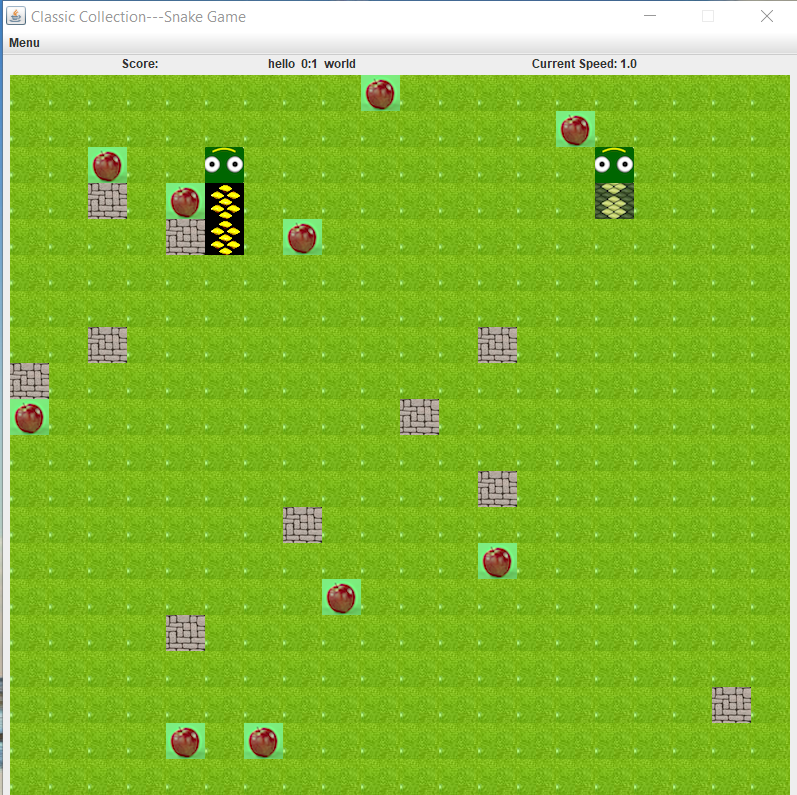 Classic Collection---Snake Game
Menu
Score: hello 0:1 world Current Speed: 1.0